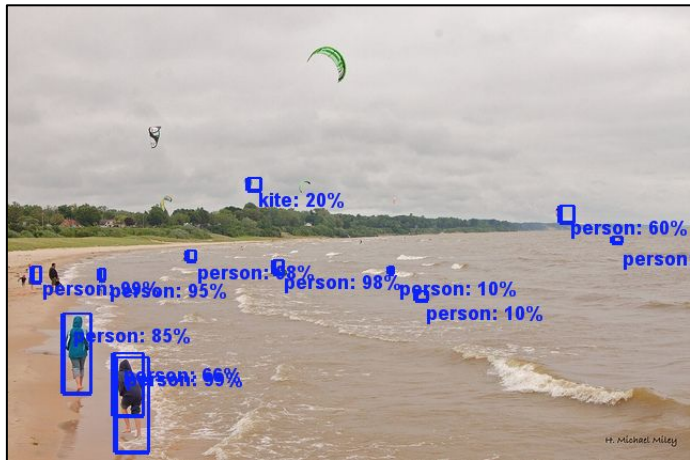 kite: 20%
person: 60%
person
person: 98%
person: 98%
person: 99%
person: 95%
person: 10%
person: 10%
person: 85%
person: 66%
person: 99%
H. Michael Miley